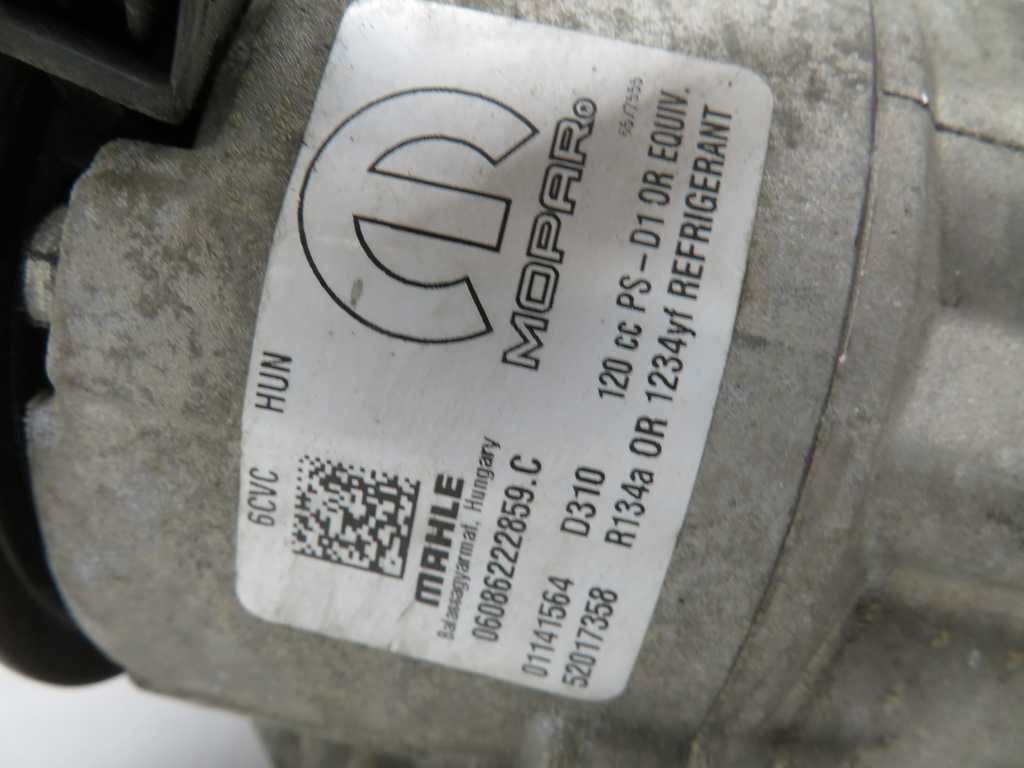 6CVC HUN
MAHLE
MOPAR
Balassagyarmat, Hungary
060862222859.C
01141564 D310 120 cc PS-D1 OR EQUIV.
52017358 R134a OR 1234yf REFRIGERANT